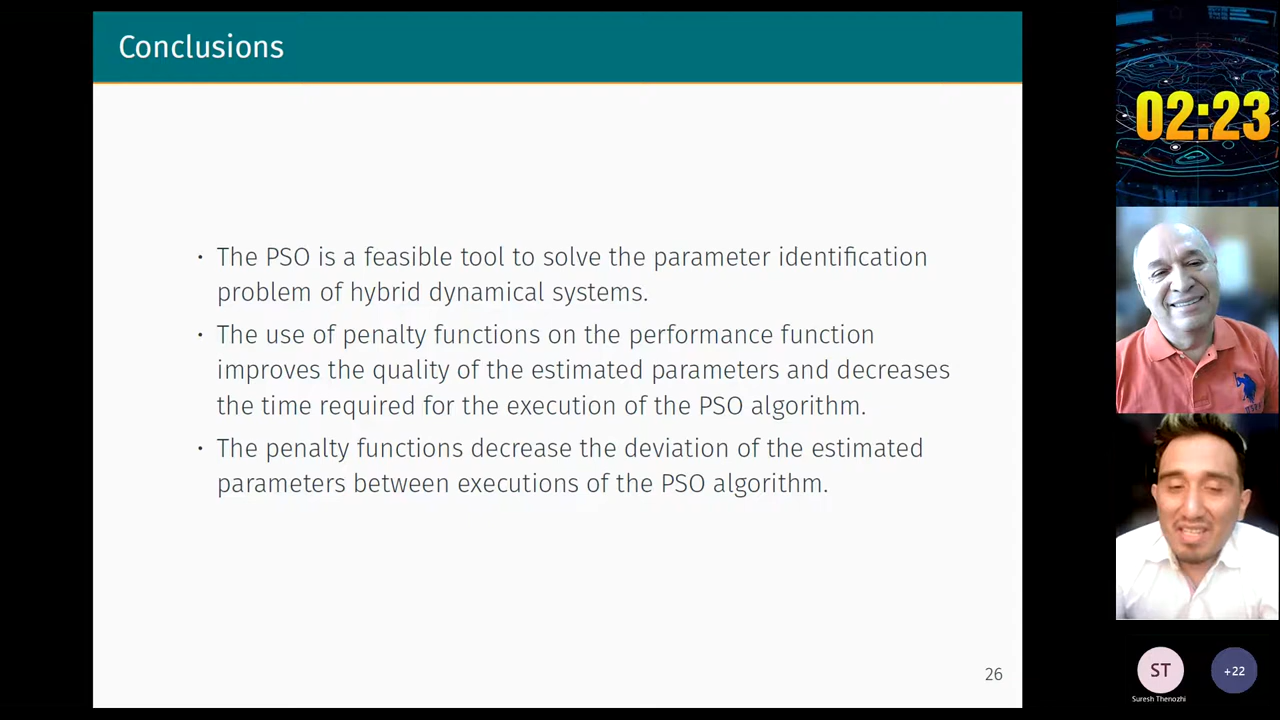 Conclusions
· The PSO is a feasible tool to solve the parameter identification
problem of hybrid dynamical systems.
· The use of penalty functions on the performance function
improves the quality of the estimated parameters and decreases
the time required for the execution of the PSO algorithm.
· The penalty functions decrease the deviation of the estimated
parameters between executions of the PSO algorithm.
26
02:23
ST
+22
Suresh Thenozhi